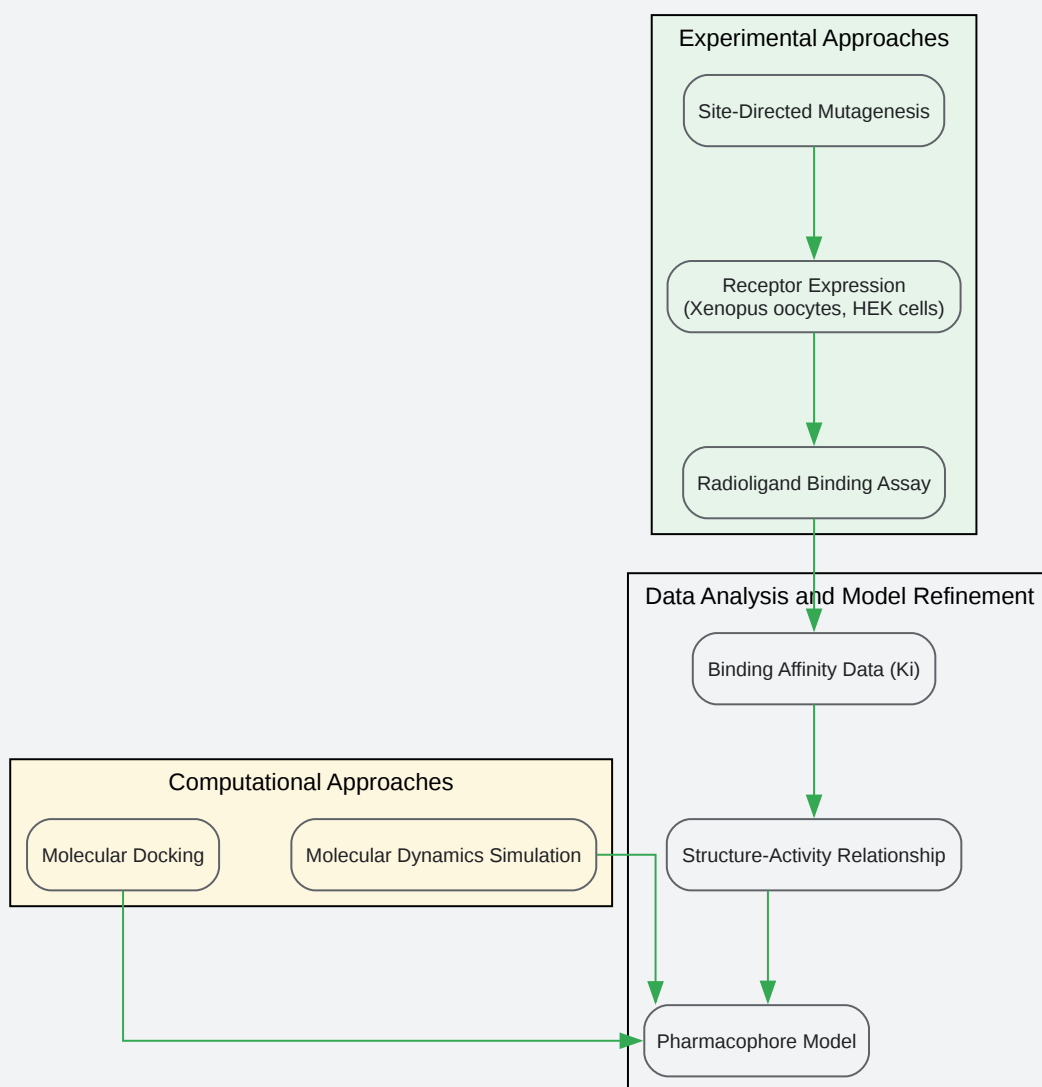 Experimental Approaches
Site-Directed Mutagenesis
Receptor Expression
(Xenopus oocytes, HEK cells)
Radioligand Binding Assay
Data Analysis and Model Refinement
Binding Affinity Data (Ki)
Computational Approaches
Molecular Docking
Molecular Dynamics Simulation
Structure-Activity Relationship
Pharmacophore Model